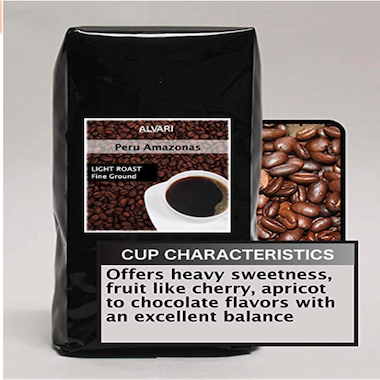 ALVARI
Peru Amazonas
LIGHT ROAST
Fine Ground
CUP CHARACTERISTICS
Offers heavy sweetness,
fruit like cherry, apricot
to chocolate flavors with
an excellent balance